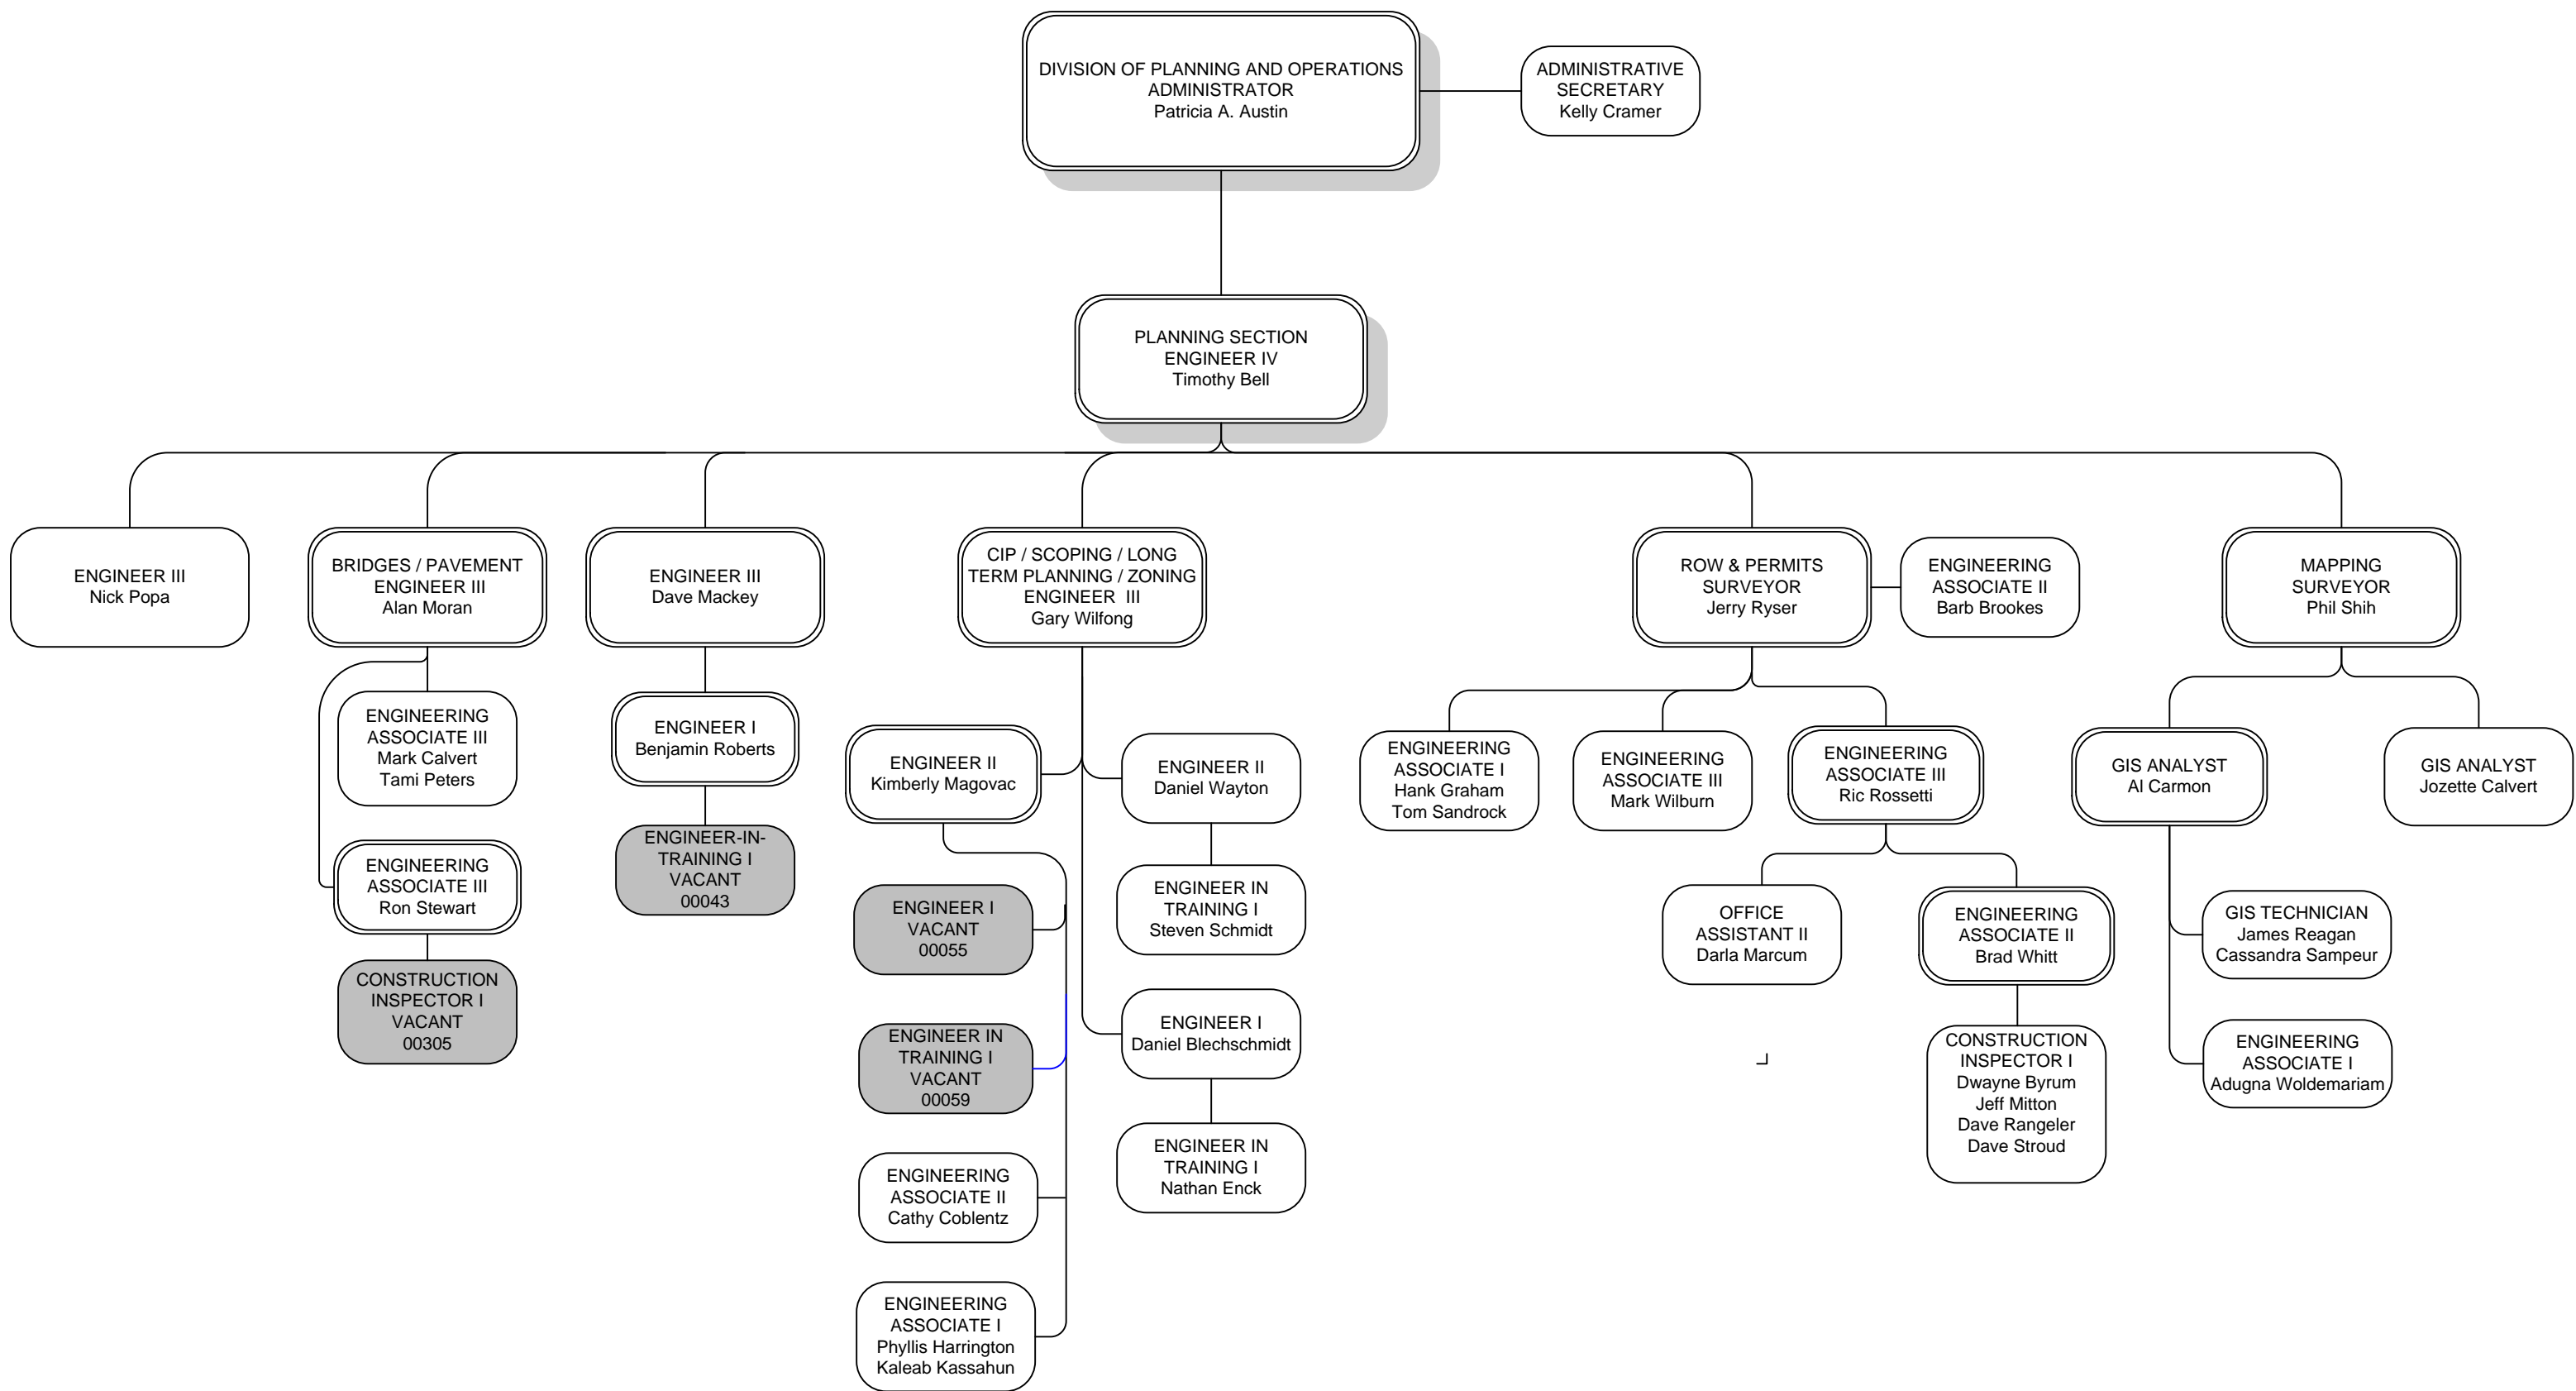 DIVISION OF PLANNING AND OPERATIONS
ADMINISTRATOR
Patricia A. Austin
ADMINISTRATIVE
SECRETARY
Kelly Cramer
PLANNING SECTION
ENGINEER IV
Timothy Bell
ENGINEER III
Nick Popa
BRIDGES / PAVEMENT
ENGINEER III
Alan Moran
ENGINEER III
Dave Mackey
CIP / SCOPING / LONG
TERM PLANNING / ZONING
ENGINEER III
Gary Wilfong
ROW & PERMITS
SURVEYOR
Jerry Ryser
ENGINEERING
ASSOCIATE II
Barb Brookes
MAPPING
SURVEYOR
Phil Shih
ENGINEERING
ASSOCIATE III
Mark Calvert
Tami Peters
ENGINEERING
ASSOCIATE III
Ron Stewart
CONSTRUCTION
INSPECTOR I
VACANT
00305
ENGINEER I
Benjamin Roberts
ENGINEER-IN-
TRAINING I
VACANT
00043
ENGINEER II
Kimberly Magovac
ENGINEER I
VACANT
00055
ENGINEER IN
TRAINING I
VACANT
00059
ENGINEERING
ASSOCIATE II
Cathy Coblentz
ENGINEERING
ASSOCIATE I
Phyllis Harrington
Kaleab Kassahun
ENGINEER II
Daniel Wayton
ENGINEER IN
TRAINING I
Steven Schmidt
ENGINEER I
Daniel Blechschmidt
ENGINEER IN
TRAINING I
Nathan Enck
ENGINEERING
ASSOCIATE I
Hank Graham
Tom Sandrock
ENGINEERING
ASSOCIATE III
Mark Wilburn
ENGINEERING
ASSOCIATE III
Ric Rossetti
OFFICE
ASSISTANT II
Darla Marcum
ENGINEERING
ASSOCIATE II
Brad Whitt
CONSTRUCTION
INSPECTOR I
Dwayne Byrum
Jeff Mitton
Dave Rangeler
Dave Stroud
GIS ANALYST
Al Carmon
GIS ANALYST
Jozette Calvert
GIS TECHNICIAN
James Reagan
Cassandra Sampeur
ENGINEERING
ASSOCIATE I
Adugna Woldemariam